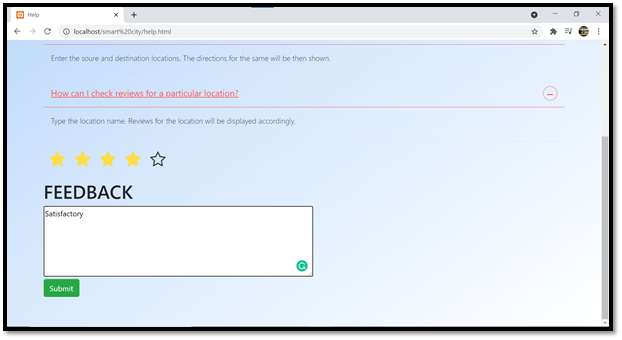 Help
localhost/smart%20city/help.html
Enter the soure and destination locations. The directions for the same will be then shown.
How can I check reviews for a particular location?
Type the location name. Reviews for the location will be displayed accordingly.
FEEDBACK
Satisfactory
Submit